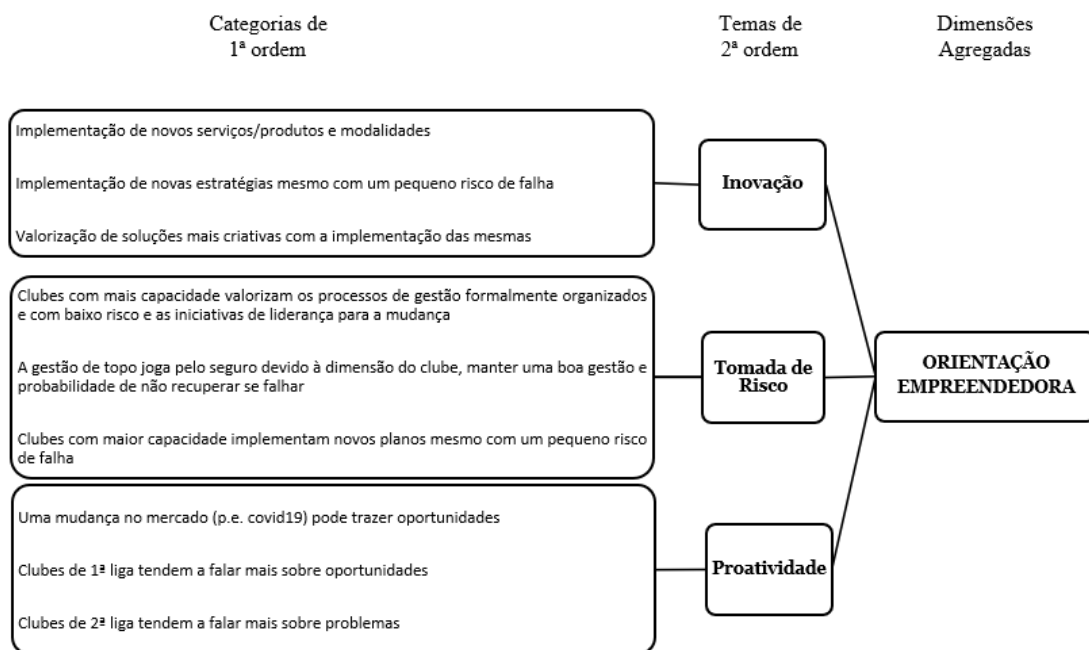 Categorias de
1ª ordem
Temas de
2ª ordem
Dimensões
Agregadas
Implementação de novos serviços/produtos e modalidades
Implementação de novas estratégias mesmo com um pequeno risco de falha
Valorização de soluções mais criativas com a implementação das mesmas
Inovação
Clubes com mais capacidade valorizam os processos de gestão formalmente organizados
e com baixo risco e as iniciativas de liderança para a mudança
A gestão de topo joga pelo seguro devido à dimensão do clube, manter uma boa gestão e
probabilidade de não recuperar se falhar
Clubes com maior capacidade implementam novos planos mesmo com um pequeno risco
de falha
Tomada de
Risco
ORIENTAÇÃO
EMPREENDEDORA
Uma mudança no mercado (p.e. covid19) pode trazer oportunidades
Clubes de 1ª liga tendem a falar mais sobre oportunidades
Clubes de 2ª liga tendem a falar mais sobre problemas
Proatividade